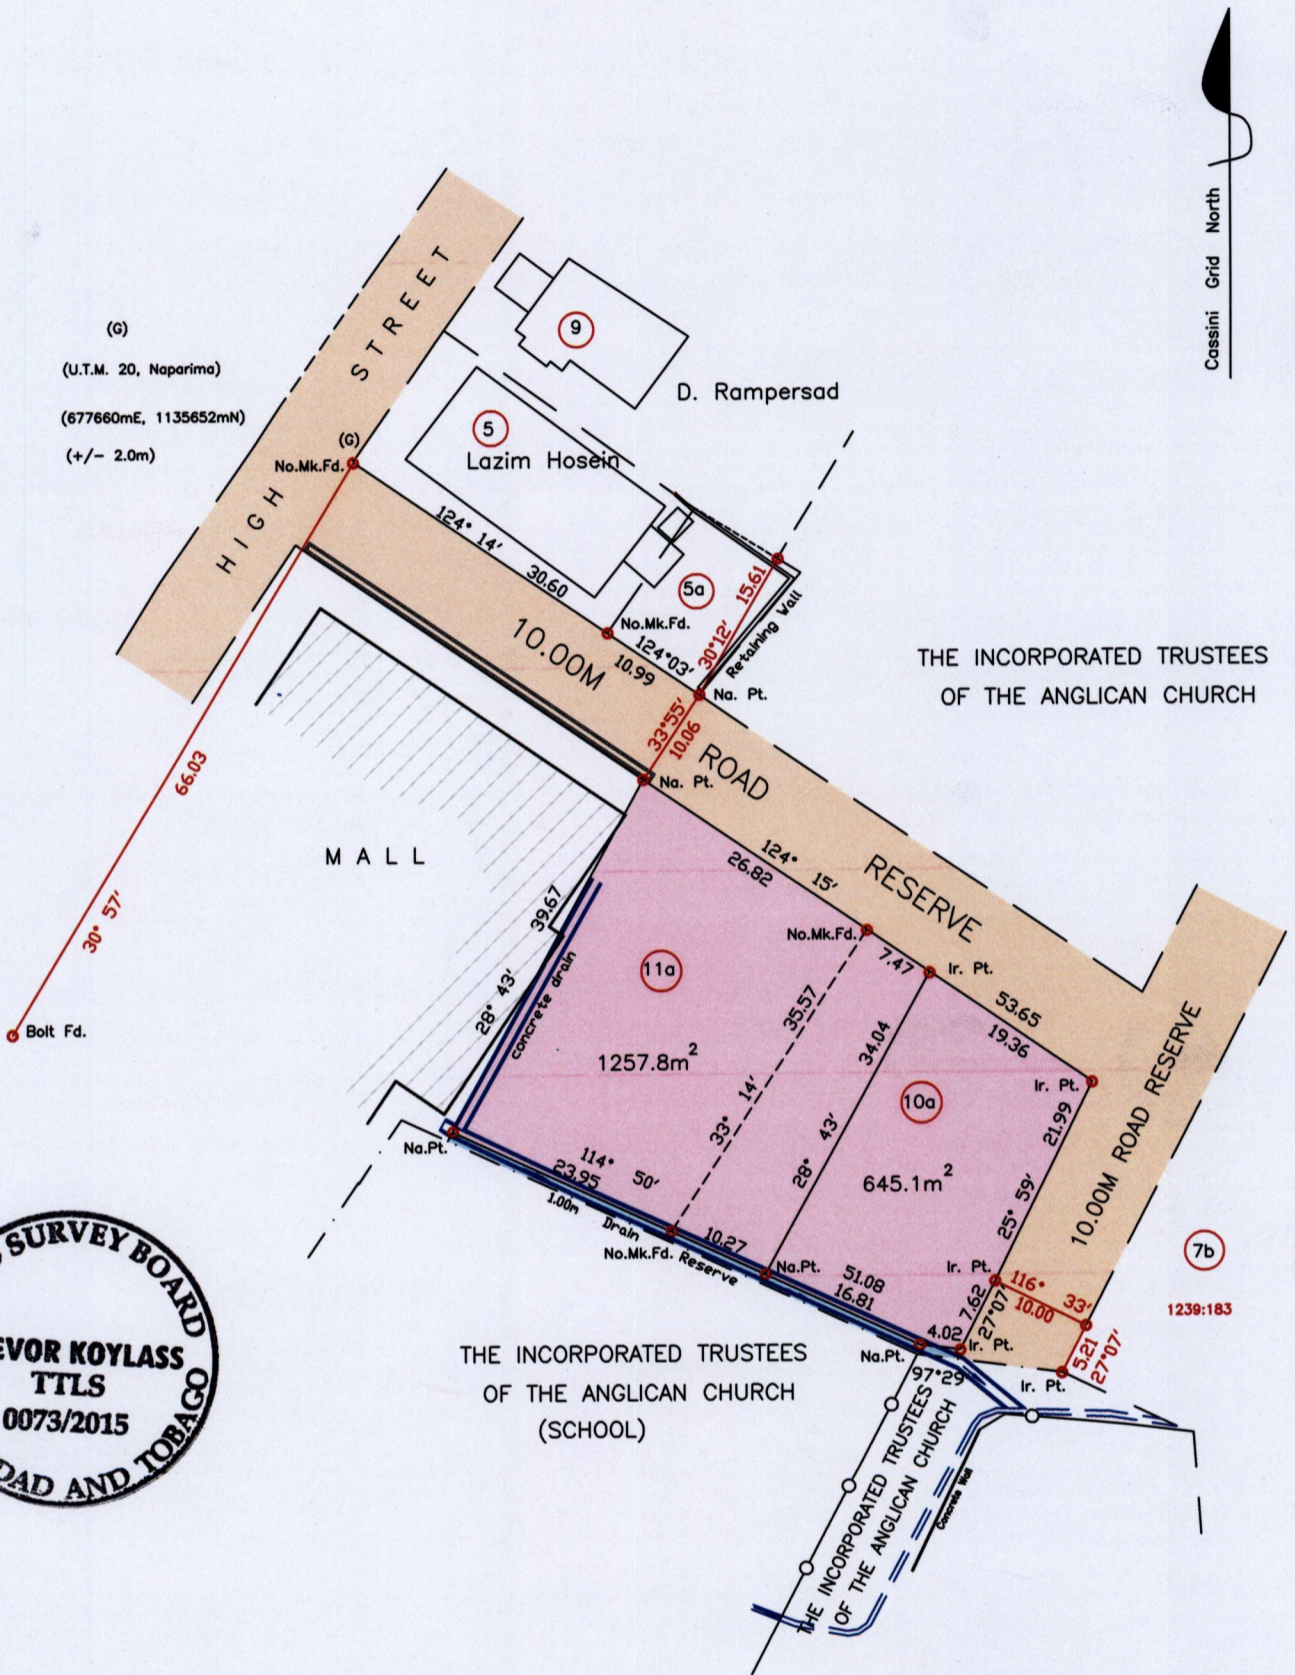 Cassini Grid North
HIGH STREET
(G)
(U.T.M. 20, Naparima)
(677660mE, 1135652mN)
(+/- 2.0m)
9
D. Rampersad
5
Lazim Hosein
(G)
No.Mk.Fd.
124° 14'
30.60
5a
15.61
30°12'
Retaining Wall
No.Mk.Fd.
124°03'
10.99
Na. Pt.
10.00M ROAD RESERVE
33°55'
10.06
Na. Pt.
THE INCORPORATED TRUSTEES
OF THE ANGLICAN CHURCH
66.03
30° 57'
Bolt Fd.
MALL
124° 15'
26.82
39.67
28° 43'
concrete drain
11a
1257.8m2
No.Mk.Fd.
7.47
Ir. Pt.
53.65
19.36
35.57
33° 14'
34.04
28° 43'
10a
645.1m2
Ir. Pt.
21.99
25° 59'
10.00M ROAD RESERVE
Na.Pt.
114° 50'
23.95
1.00m Drain Reserve
No.Mk.Fd.
10.27
Na.Pt.
51.08
16.81
Ir. Pt.
116° 33'
10.00
7.62
27°07'
4.02
Ir. Pt.
Na.Pt.
97°29
5.21
27°07'
Ir. Pt.
7b
1239:183
THE INCORPORATED TRUSTEES
OF THE ANGLICAN CHURCH
(SCHOOL)
THE INCORPORATED TRUSTEES
OF THE ANGLICAN CHURCH
Concrete Wall
SURVEY BOARD
EVOR KOYLASS
TTLS
0073/2015
DAD AND TOBAGO